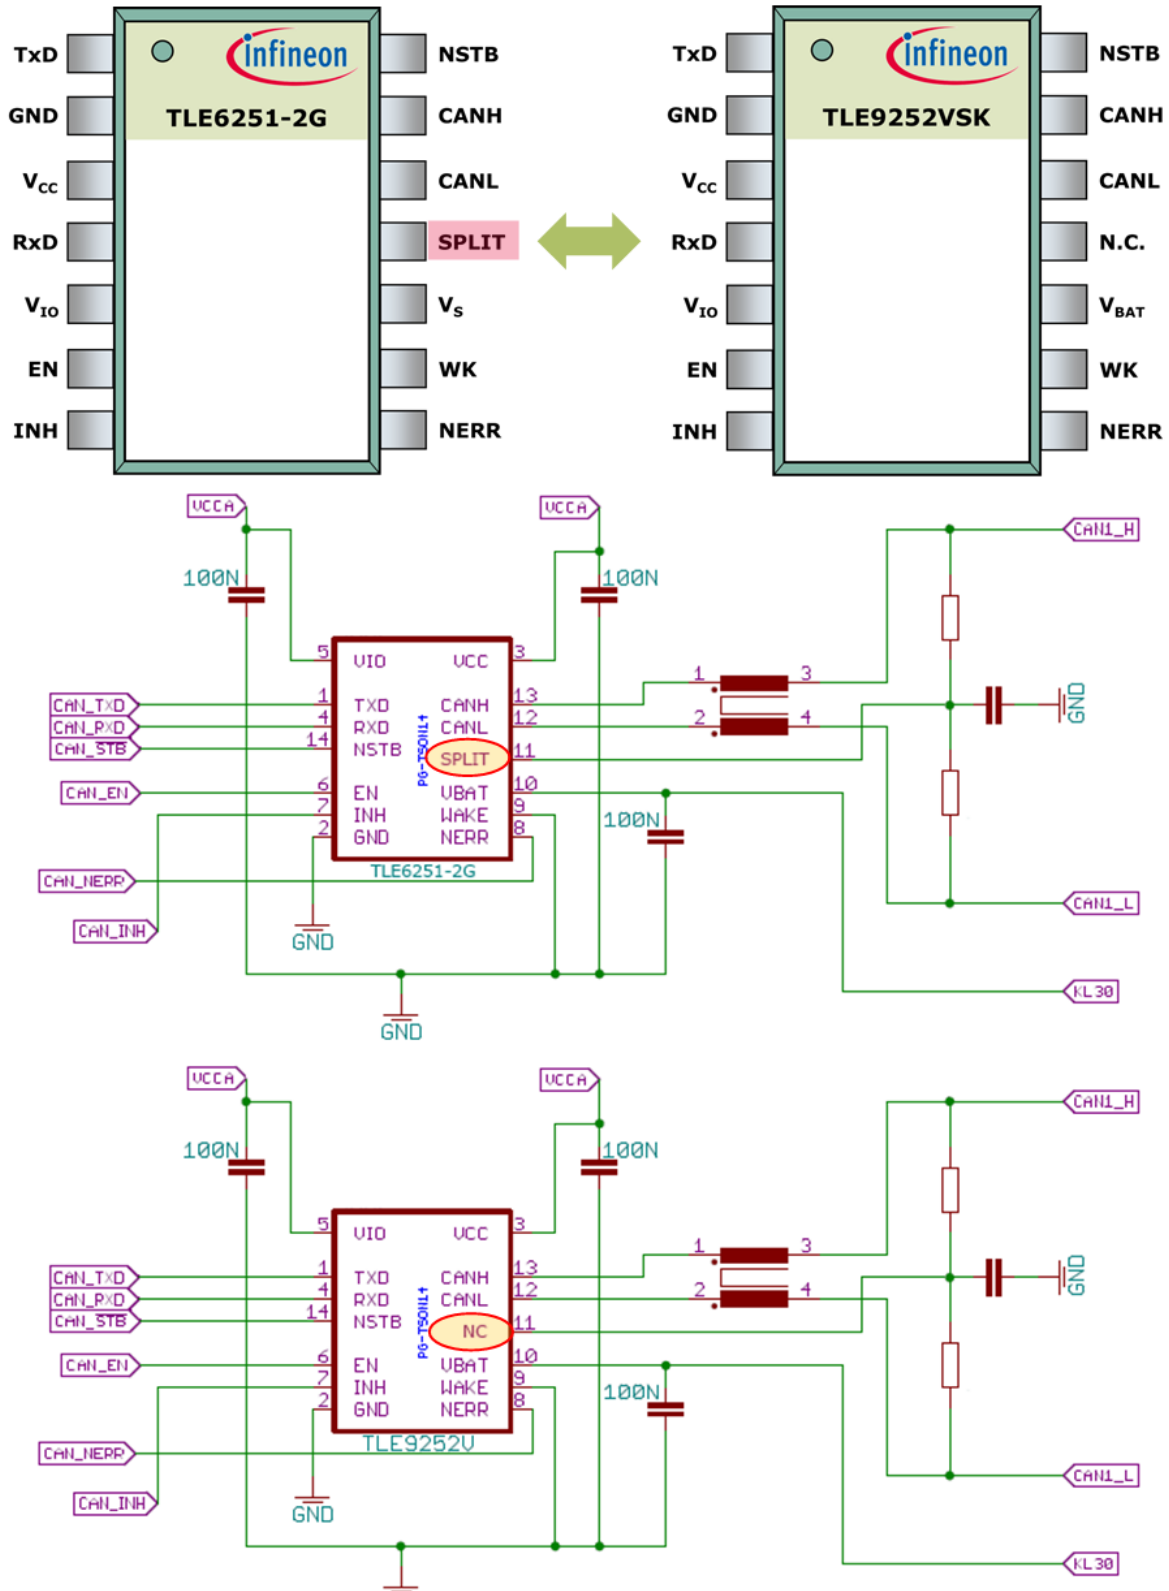 infineon
TLE6251-2G
TxD
GND
VCC
RxD
VIO
EN
INH
NSTB
CANH
CANL
SPLIT
VS
WK
NERR
infineon
TLE9252VSK
TxD
GND
VCC
RxD
VIO
EN
INH
NSTB
CANH
CANL
N.C.
VBAT
WK
NERR
VCCA
VCCA
CAN1_H
100N
100N
5 VIO VCC 3
1 3
CAN_TXD 1 TXD CANH 13
CAN_RXD 4 RXD CANL 12
2 4
CAN_STB 14 NSTB SPLIT 11
PG-TSON14
GND
CAN_EN 6 EN VBAT 10
7 INH WAKE 9
2 GND NERR 8
100N
TLE6251-2G
CAN_NERR
CAN1_L
CAN_INH
GND
KL30
GND
VCCA
VCCA
CAN1_H
100N
100N
5 VIO VCC 3
1 3
CAN_TXD 1 TXD CANH 13
CAN_RXD 4 RXD CANL 12
2 4
CAN_STB 14 NSTB NC 11
PG-TSON14
GND
CAN_EN 6 EN VBAT 10
7 INH WAKE 9
2 GND NERR 8
100N
TLE9252V
CAN_NERR
CAN1_L
CAN_INH
GND
KL30